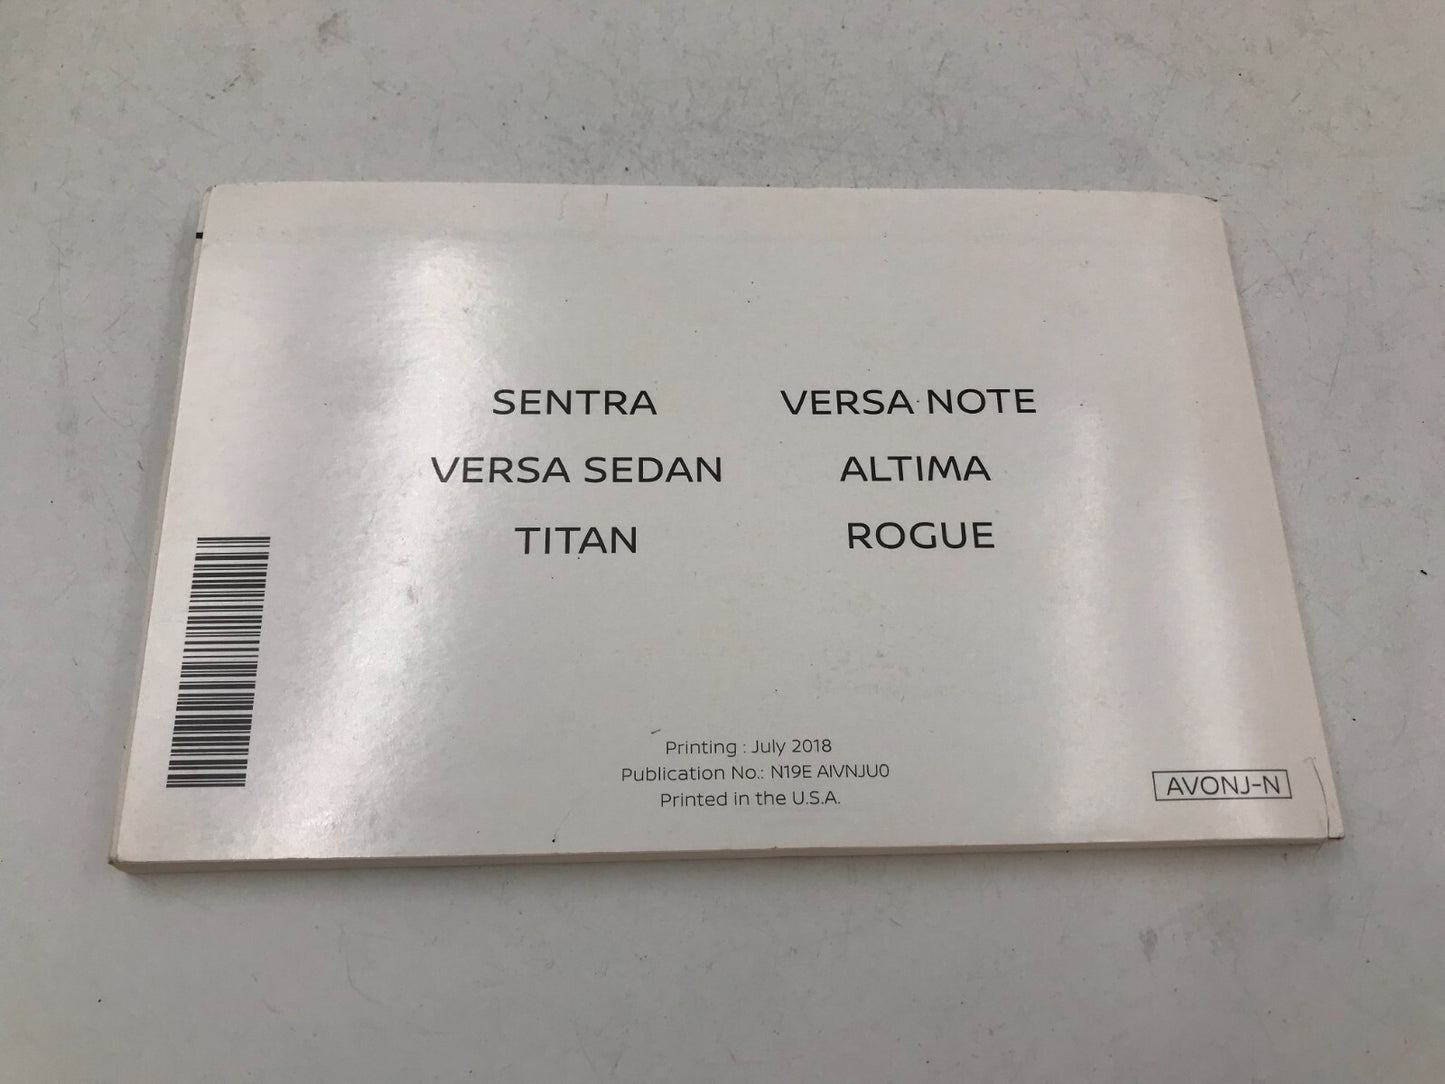 SENTRA VERSA NOTE
VERSA SEDAN ALTIMA
TITAN ROGUE
Printing : July 2018
Publication No.: N19E AIVNJU0
Printed in the U.S.A.
AVONJ-N